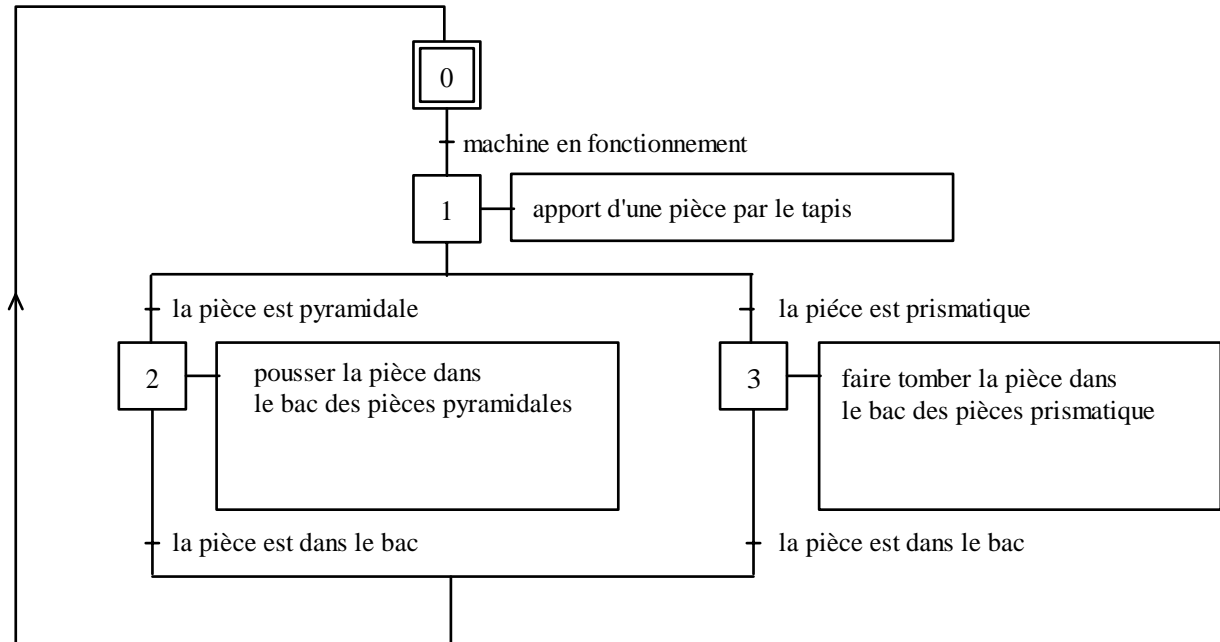 0
machine en fonctionnement
1
apport d'une pièce par le tapis
la pièce est pyramidale
la piéce est prismatique
2
pousser la pièce dans
le bac des pièces pyramidales
3
faire tomber la pièce dans
le bac des pièces prismatique
la pièce est dans le bac
la pièce est dans le bac